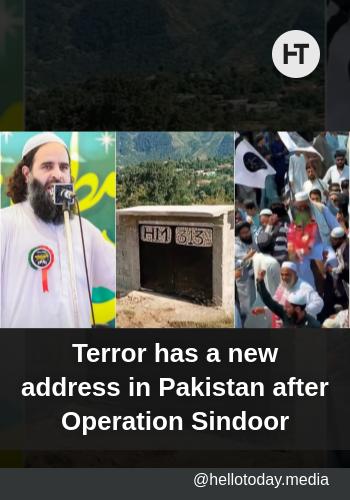 HT
HM 313
Terror has a new
address in Pakistan after
Operation Sindoor
@hellotoday.media